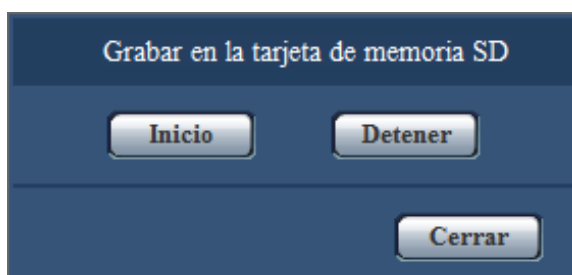 Grabar en la tarjeta de memoria SD
Inicio Detener
Cerrar